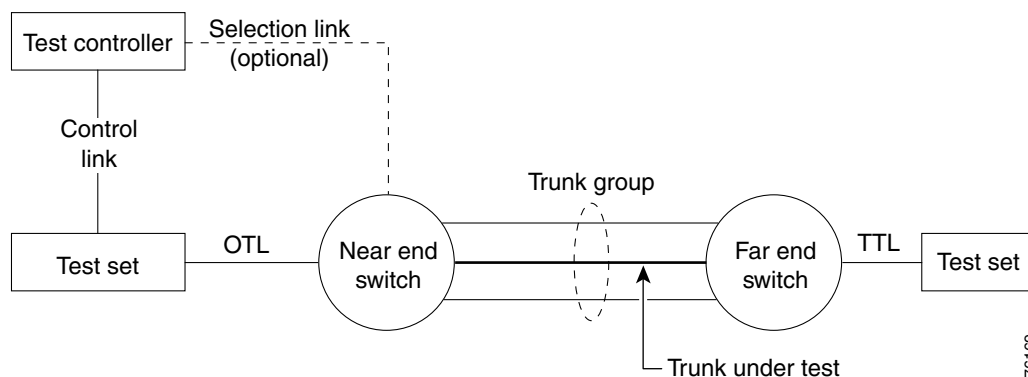 Test controller
Selection link
(optional)
Control
link
Trunk group
Test set
OTL
Near end
switch
Far end
switch
TTL
Test set
Trunk under test